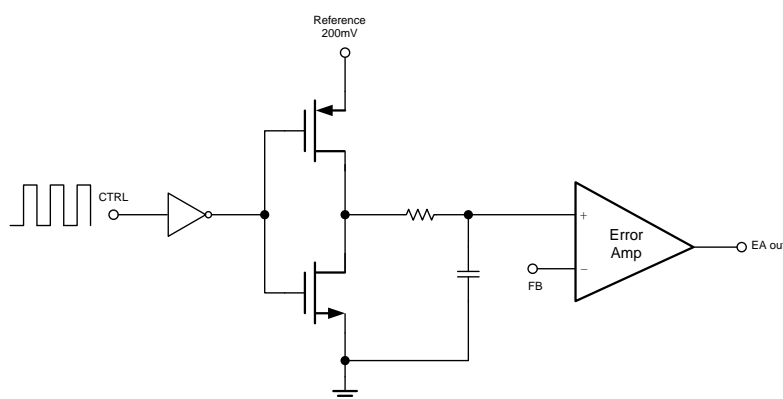 Reference
200mV
CTRL
+
Error
Amp
EA out
−
FB